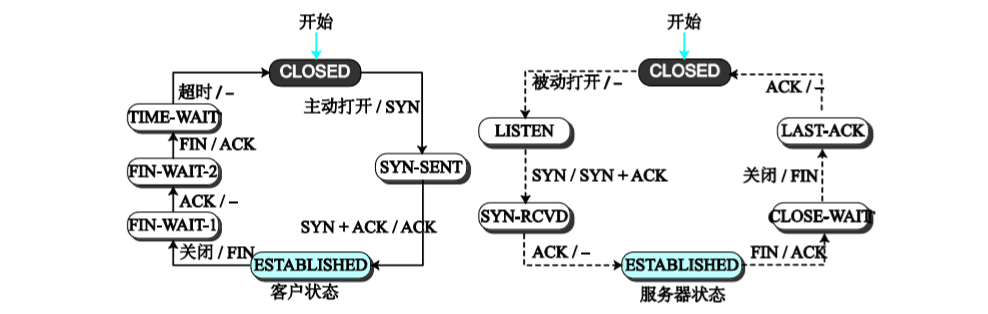 开始
CLOSED
超时 / –
主动打开 / SYN
TIME-WAIT
FIN / ACK
SYN-SENT
FIN-WAIT-2
ACK / –
FIN-WAIT-1
SYN + ACK / ACK
关闭 / FIN
ESTABLISHED
客户状态
开始
CLOSED
被动打开 / –
ACK / –
LISTEN
LAST-ACK
SYN / SYN + ACK
关闭 / FIN
SYN-RCVD
CLOSE-WAIT
ACK / –
FIN / ACK
ESTABLISHED
服务器状态